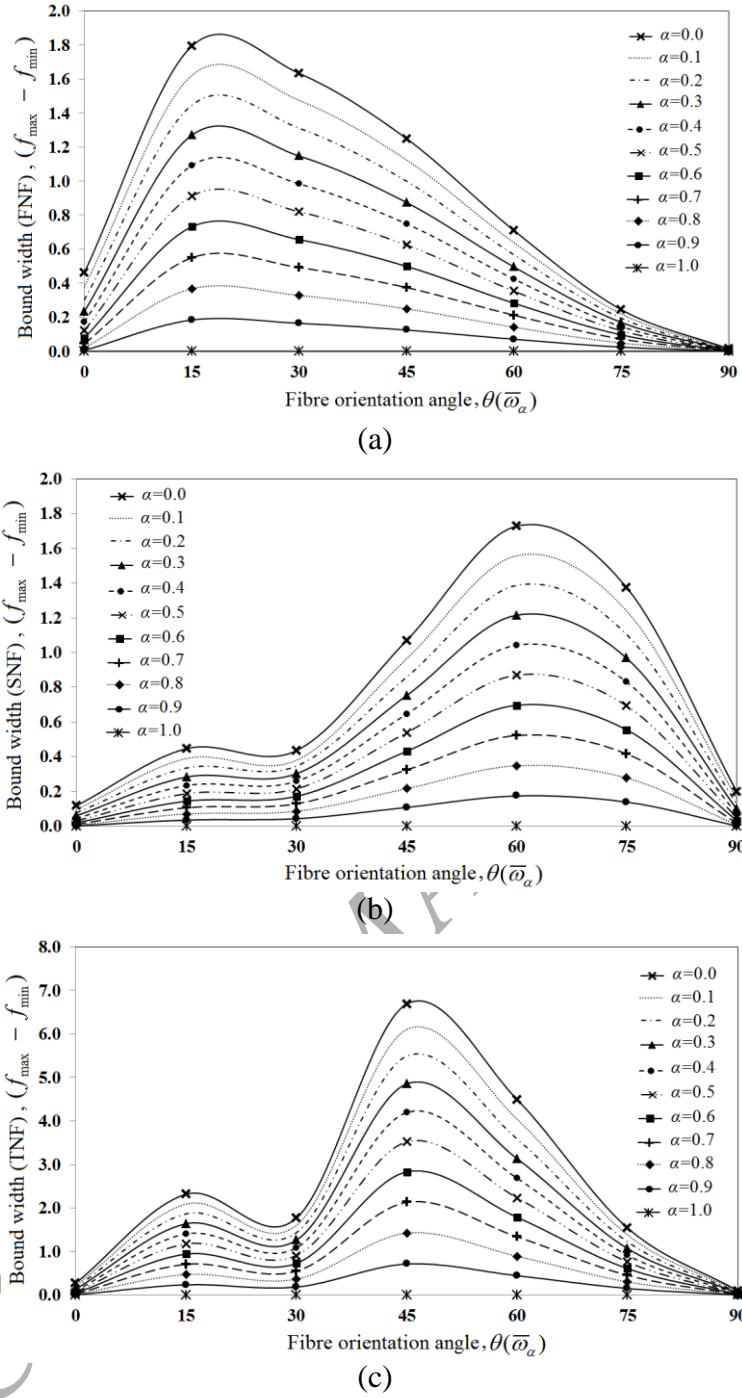 2.0
1.8
1.6
1.4
1.2
1.0
0.8
0.6
0.4
0.2
0.0
Bound width (FNF), (f_max − f_min)
α=0.0
α=0.1
α=0.2
α=0.3
α=0.4
α=0.5
α=0.6
α=0.7
α=0.8
α=0.9
α=1.0
0 15 30 45 60 75 90
Fibre orientation angle, θ(ω̅_α)
(a)
2.0
1.8
1.6
1.4
1.2
1.0
0.8
0.6
0.4
0.2
0.0
Bound width (SNF), (f_max − f_min)
α=0.0
α=0.1
α=0.2
α=0.3
α=0.4
α=0.5
α=0.6
α=0.7
α=0.8
α=0.9
α=1.0
0 15 30 45 60 75 90
Fibre orientation angle, θ(ω̅_α)
(b)
8.0
7.0
6.0
5.0
4.0
3.0
2.0
1.0
0.0
Bound width (TNF), (f_max − f_min)
α=0.0
α=0.1
α=0.2
α=0.3
α=0.4
α=0.5
α=0.6
α=0.7
α=0.8
α=0.9
α=1.0
0 15 30 45 60 75 90
Fibre orientation angle, θ(ω̅_α)
(c)